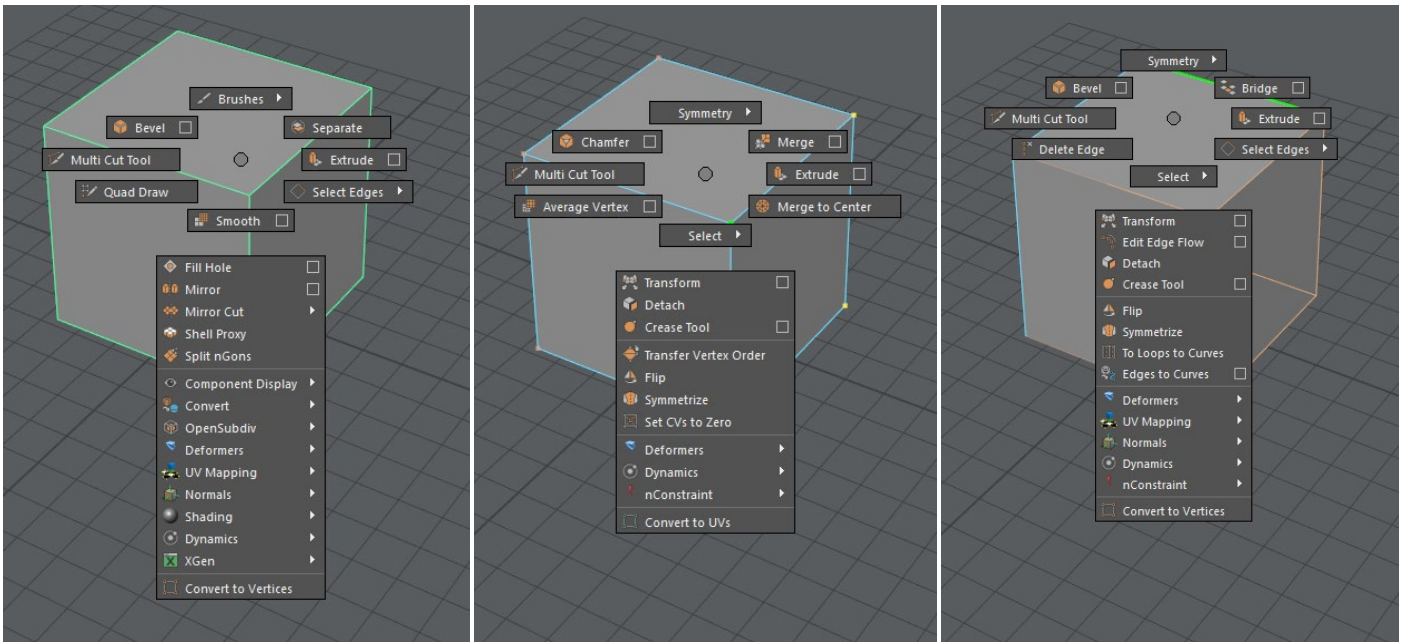 Brushes
Bevel
Separate
Multi Cut Tool
Extrude
Quad Draw
Select Edges
Smooth
Fill Hole
Mirror
Mirror Cut
Shell Proxy
Split nGons
Component Display
Convert
OpenSubdiv
Deformers
UV Mapping
Normals
Shading
Dynamics
XGen
Convert to Vertices
Symmetry
Chamfer
Merge
Multi Cut Tool
Extrude
Average Vertex
Merge to Center
Select
Transform
Detach
Crease Tool
Transfer Vertex Order
Flip
Symmetrize
Set CVs to Zero
Deformers
Dynamics
nConstraint
Convert to UVs
Symmetry
Bevel
Bridge
Multi Cut Tool
Extrude
Delete Edge
Select Edges
Select
Transform
Edit Edge Flow
Detach
Crease Tool
Flip
Symmetrize
To Loops to Curves
Edges to Curves
Deformers
UV Mapping
Normals
Dynamics
nConstraint
Convert to Vertices